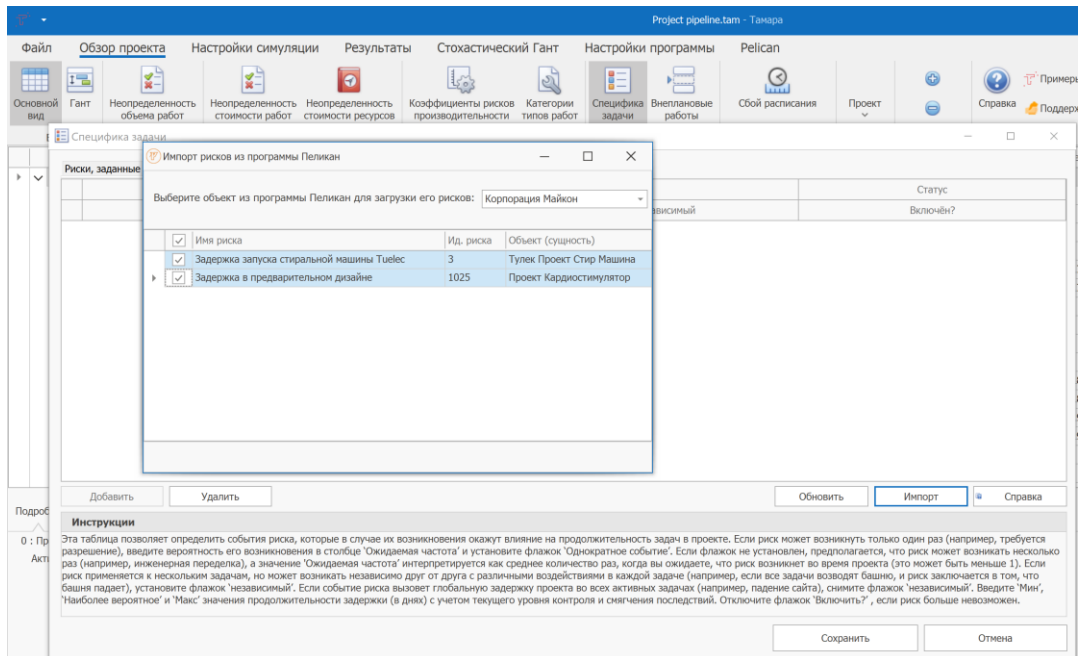 Project pipeline.tam - Тамара
Файл Обзор проекта Настройки симуляции Результаты Стохастический Гант Настройки программы Pelican
Основной вид
Гант
Неопределенность объема работ
Неопределенность стоимости работ
Неопределенность стоимости ресурсов
Коэффициенты рисков производительности
Категории типов работ
Специфика задачи
Внеплановые работы
Сбой расписания
Проект
Справка
Примеры
Поддерж
Специфика задачи
Риски, заданные
Статус
ависимый Включён?
Импорт рисков из программы Пеликан
Выберите объект из программы Пеликан для загрузки его рисков: Корпорация Майкон
Имя риска Ид. риска Объект (сущность)
Задержка запуска стиральной машины Tuelec 3 Тулек Проект Стир Машина
Задержка в предварительном дизайне 1025 Проект Кардиостимулятор
Добавить Удалить Обновить Импорт Справка
Подроб
0 : Пр
Акти
Инструкции
Эта таблица позволяет определить события риска, которые в случае их возникновения окажут влияние на продолжительность задач в проекте. Если риск может возникнуть только один раз (например, требуется
разрешение), введите вероятность его возникновения в столбце 'Ожидаемая частота' и установите флажок 'Однократное событие'. Если флажок не установлен, предполагается, что риск может возникать несколько
раз (например, инженерная переделка), а значение 'Ожидаемая частота' интерпретируется как среднее количество раз, когда вы ожидаете, что риск возникнет во время проекта (это может быть меньше 1). Если
риск применяется к нескольким задачам, но может возникать независимо друг от друга с различными воздействиями в каждой задаче (например, если все задачи возводят башню, и риск заключается в том, что
башня падает), установите флажок 'независимый'. Если событие риска вызовет глобальную задержку проекта во всех активных задачах (например, падение сайта), снимите флажок 'независимый'. Введите 'Мин',
'Наиболее вероятное' и 'Макс' значения продолжительности задержки (в днях) с учетом текущего уровня контроля и смягчения последствий. Отключите флажок 'Включить?' , если риск больше невозможен.
Сохранить Отмена